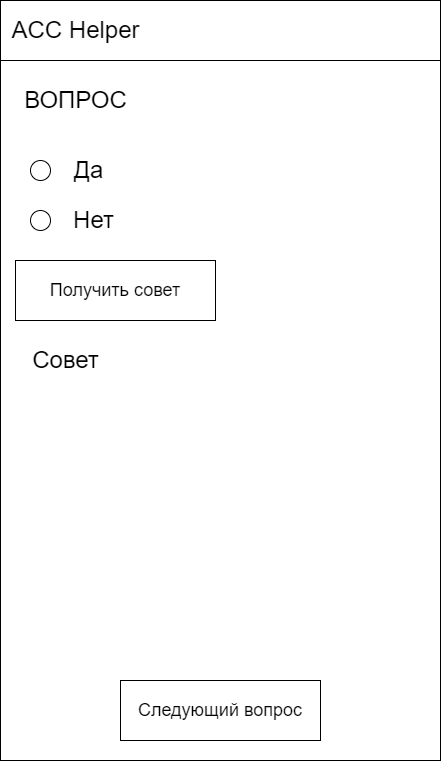 ACC Helper
ВОПРОС
Да
Нет
Получить совет
Совет
Следующий вопрос